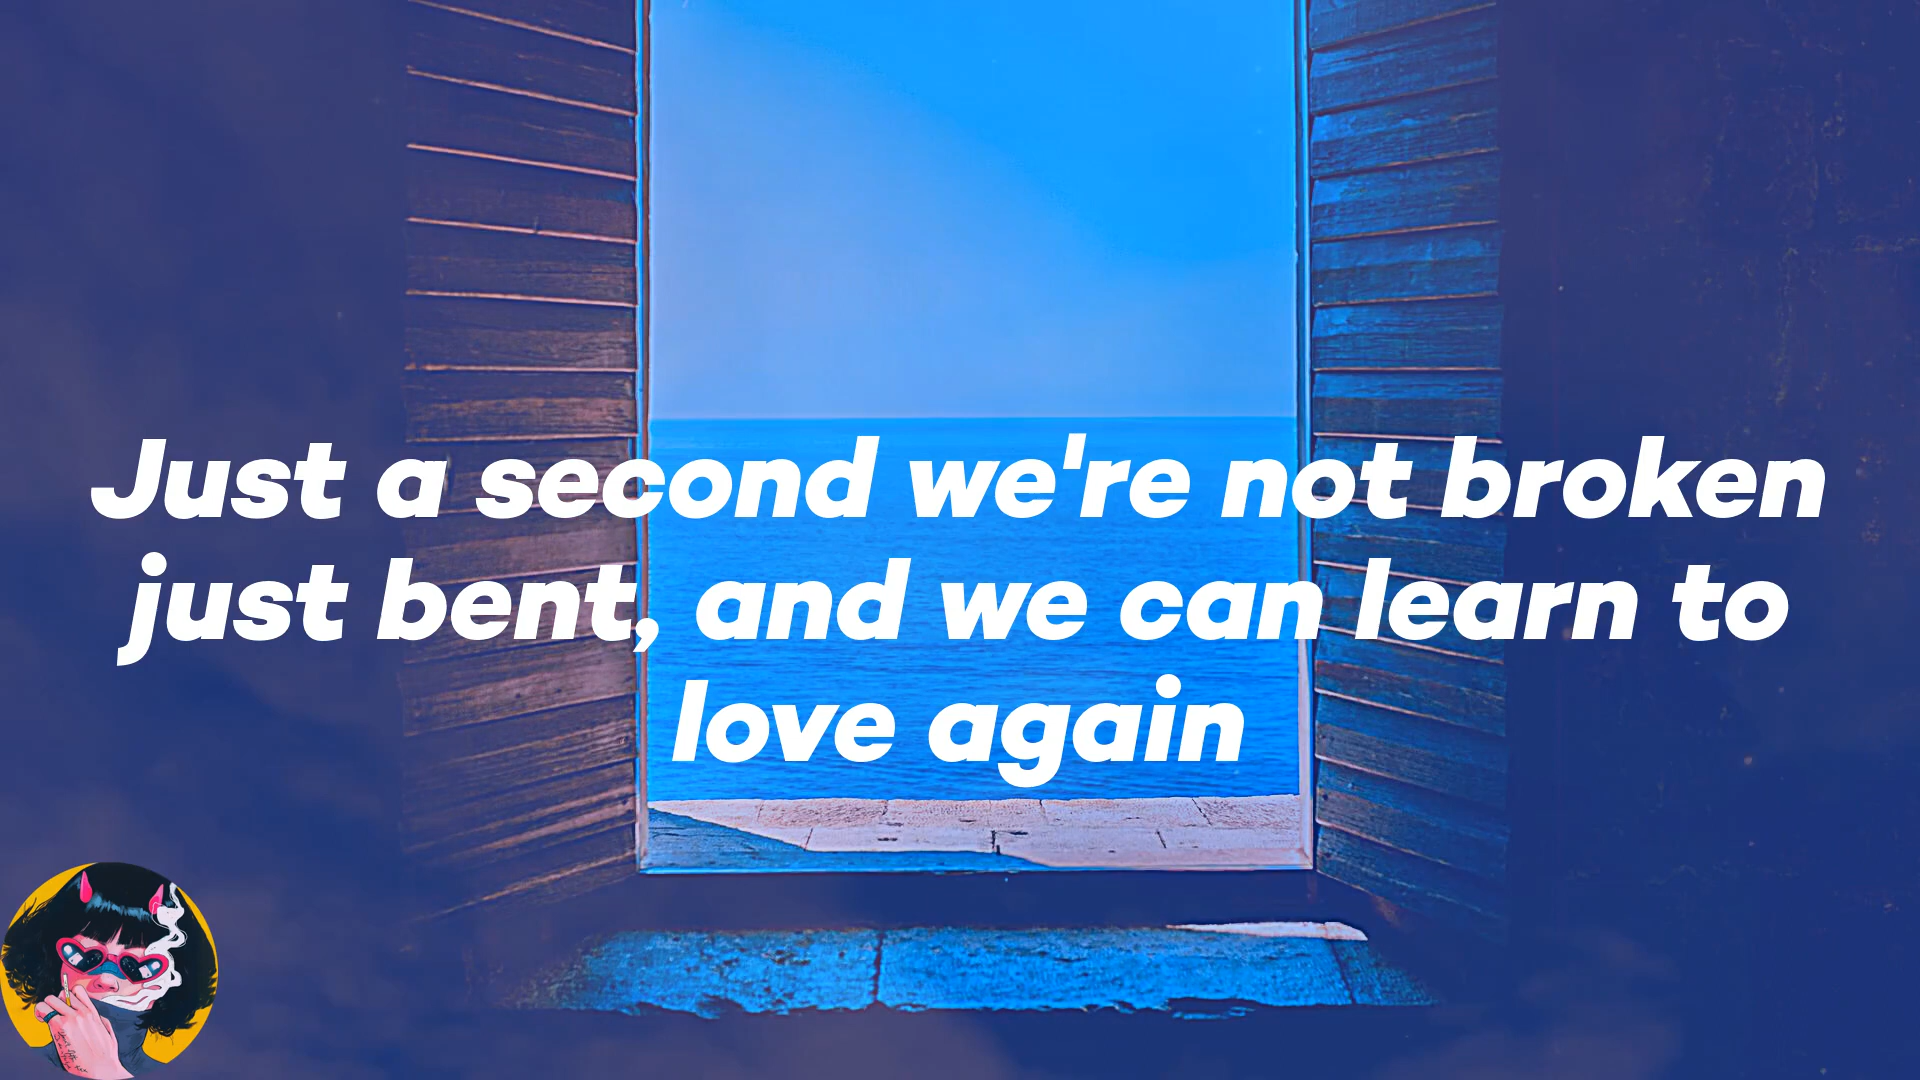 Just a second we're not broken
just bent, and we can learn to
love again